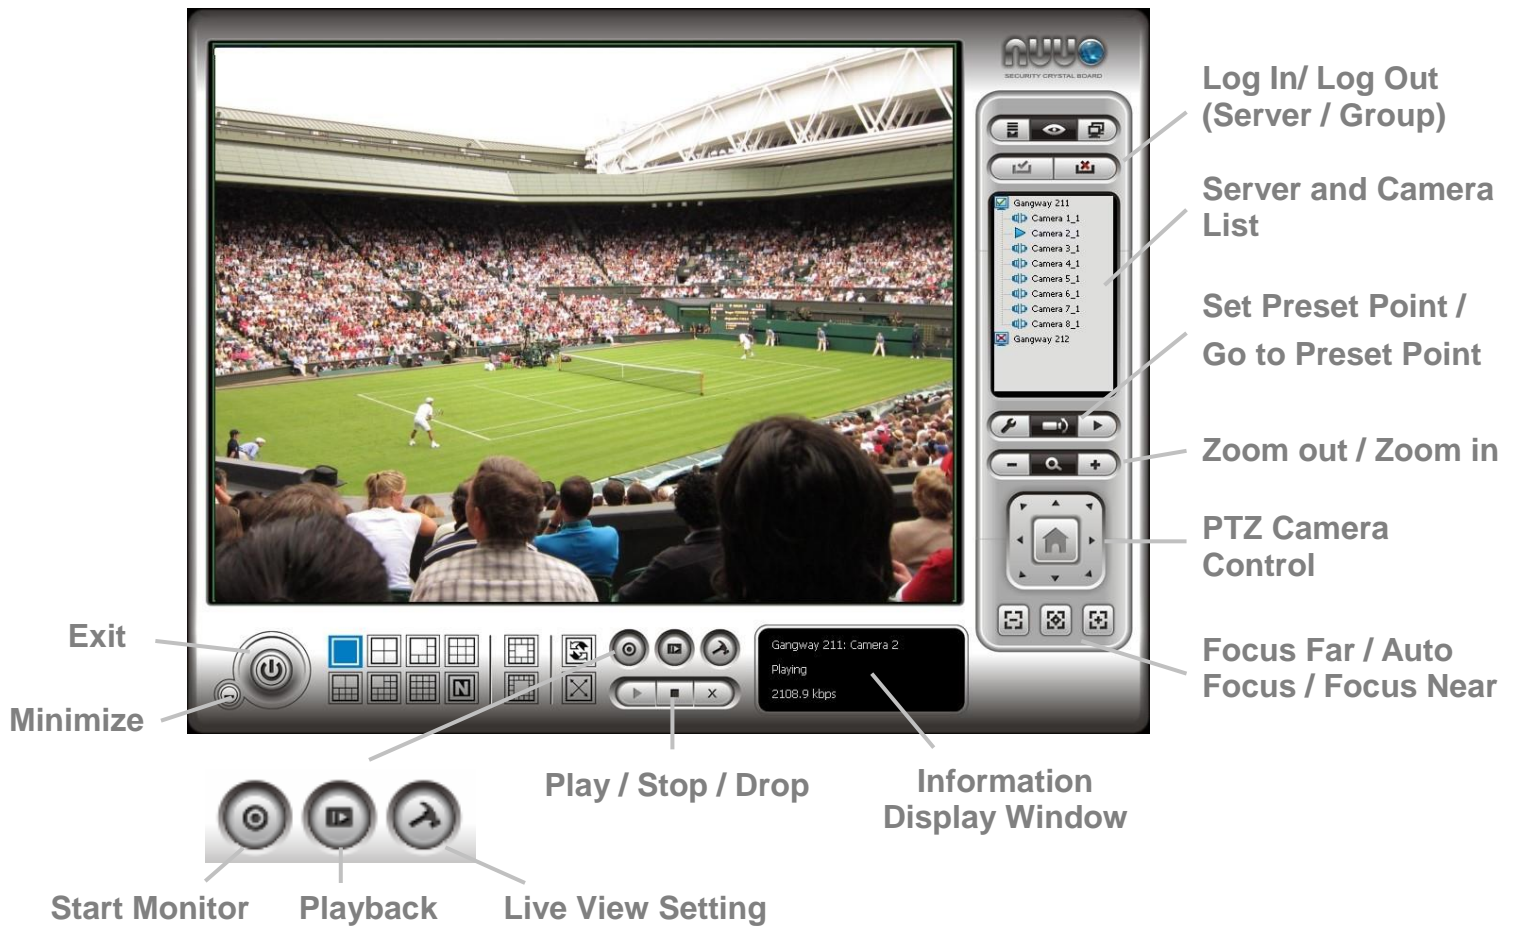 nuuo
SECURITY CRYSTAL BOARD
Log In/ Log Out
(Server / Group)
Gangway 211
Camera 1_1
Camera 2_1
Camera 3_1
Camera 4_1
Camera 5_1
Camera 6_1
Camera 7_1
Camera 8_1
Gangway 212
Server and Camera
List
Set Preset Point /
Go to Preset Point
Zoom out / Zoom in
PTZ Camera
Control
Focus Far / Auto
Focus / Focus Near
Exit
Minimize
N
Gangway 211: Camera 2
Playing
2108.9 kbps
Play / Stop / Drop
Information
Display Window
Start Monitor
Playback
Live View Setting